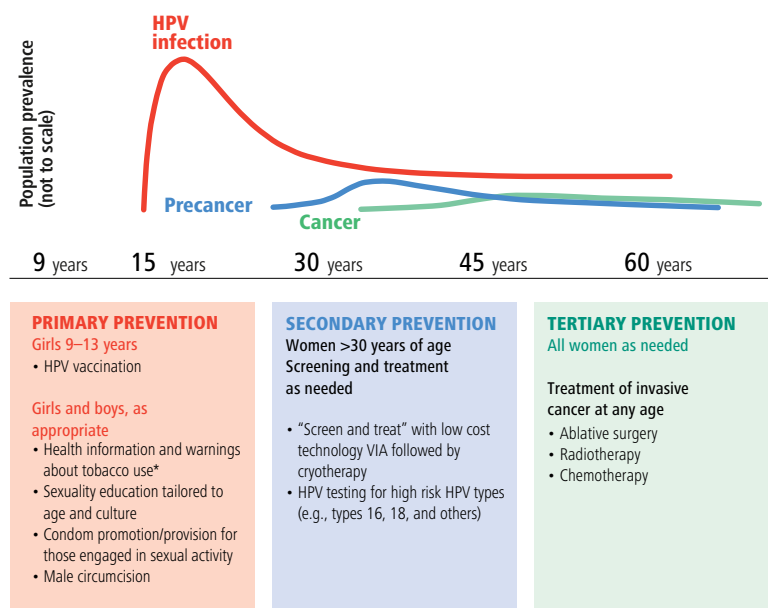 HPV
infection
Population prevalence
(not to scale)
Precancer
Cancer
9 years 15 years 30 years 45 years 60 years
PRIMARY PREVENTION
Girls 9–13 years
• HPV vaccination
Girls and boys, as
appropriate
• Health information and warnings
about tobacco use*
• Sexuality education tailored to
age and culture
• Condom promotion/provision for
those engaged in sexual activity
• Male circumcision
SECONDARY PREVENTION
Women >30 years of age
Screening and treatment
as needed
• “Screen and treat” with low cost
technology VIA followed by
cryotherapy
• HPV testing for high risk HPV types
(e.g., types 16, 18, and others)
TERTIARY PREVENTION
All women as needed
Treatment of invasive
cancer at any age
• Ablative surgery
• Radiotherapy
• Chemotherapy